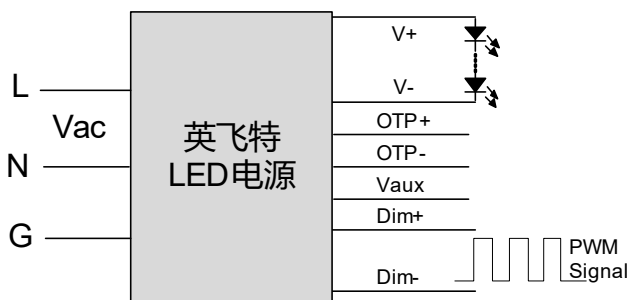 V+
V-
L
Vac
N
G
英飞特
LED电源
OTP+
OTP-
Vaux
Dim+
Dim-
PWM
Signal